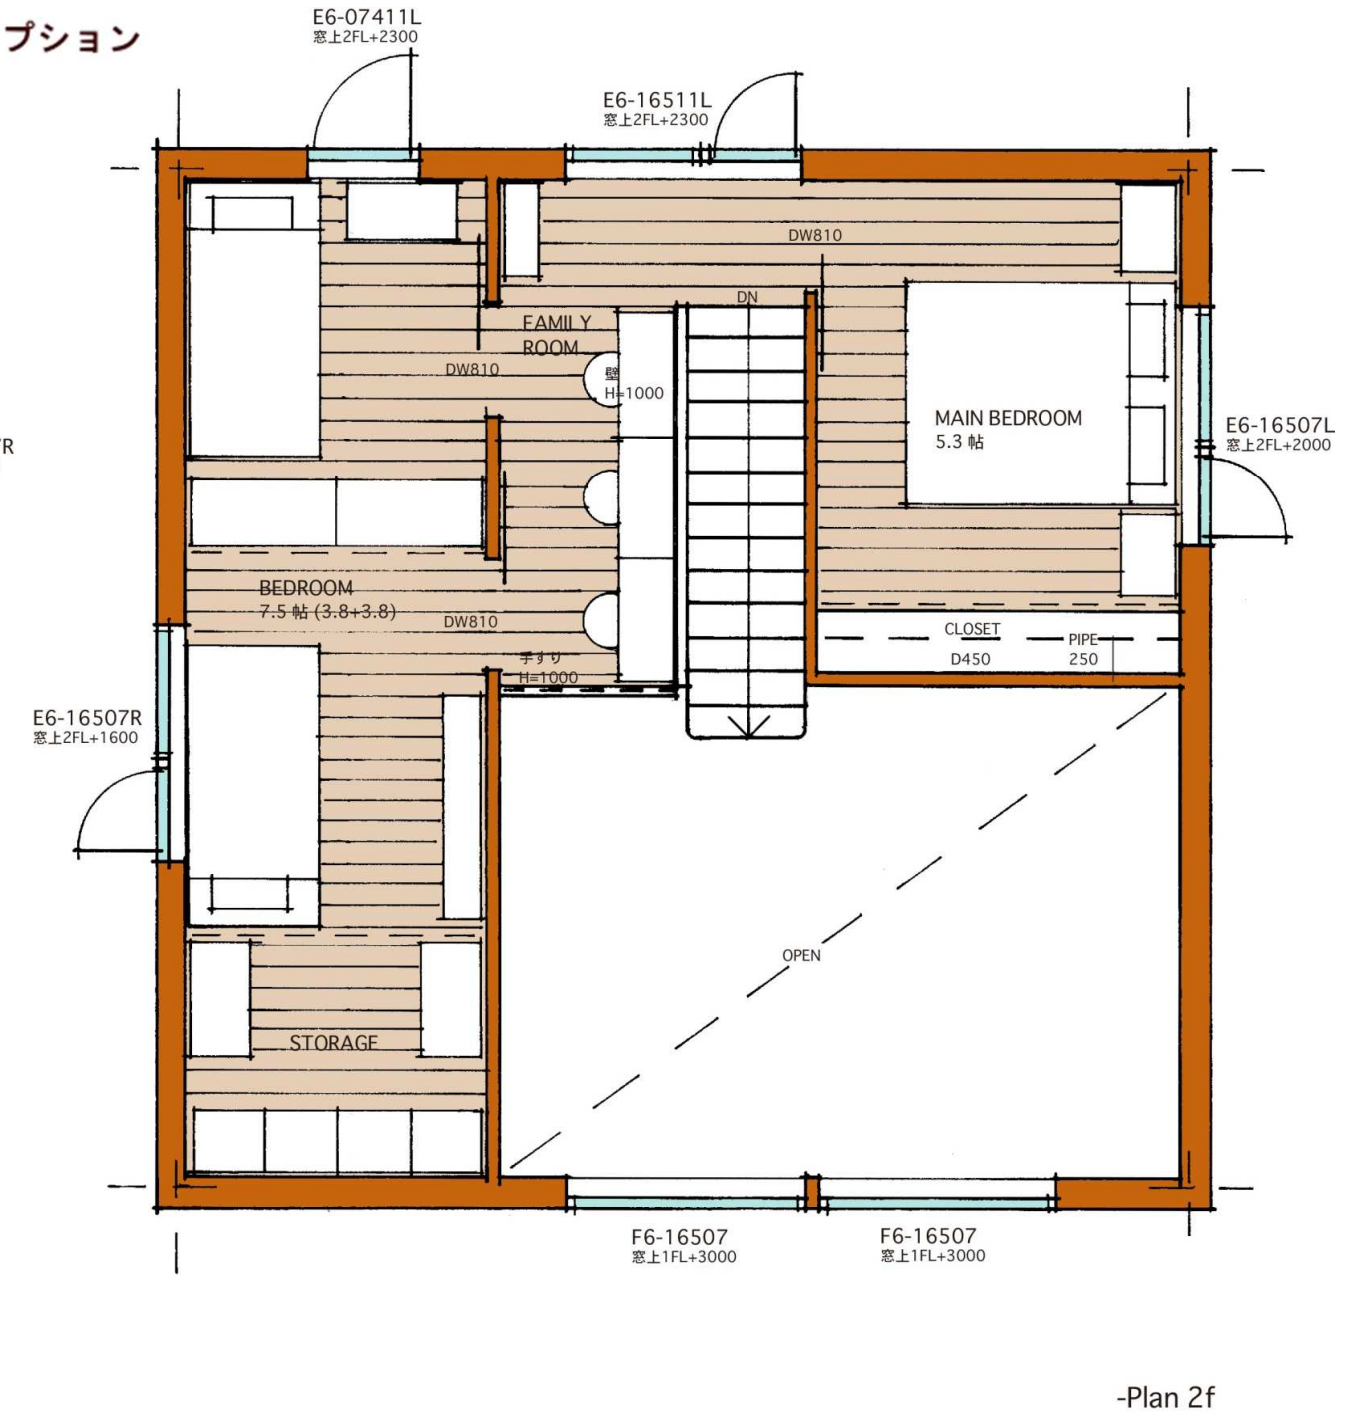 プション
E6-07411L
窓上2FL+2300
E6-16511L
窓上2FL+2300
DW810
DN
FAMILY
ROOM
DW810
壁
H=1000
MAIN BEDROOM
5.3 帖
E6-16507L
窓上2FL+2000
R
BEDROOM
7.5 帖 (3.8+3.8)
DW810
手すり
H=1000
CLOSET
D450
PIPE
250
E6-16507R
窓上2FL+1600
OPEN
STORAGE
F6-16507
窓上1FL+3000
F6-16507
窓上1FL+3000
-Plan 2f